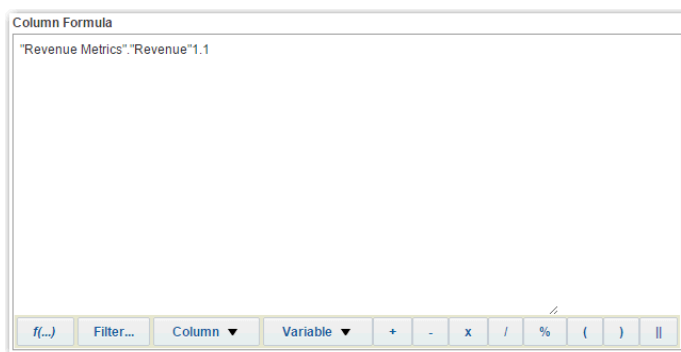 Column Formula
"Revenue Metrics"."Revenue"1.1
f(...) Filter... Column ▼ Variable ▼ + - x / % ( ) ||